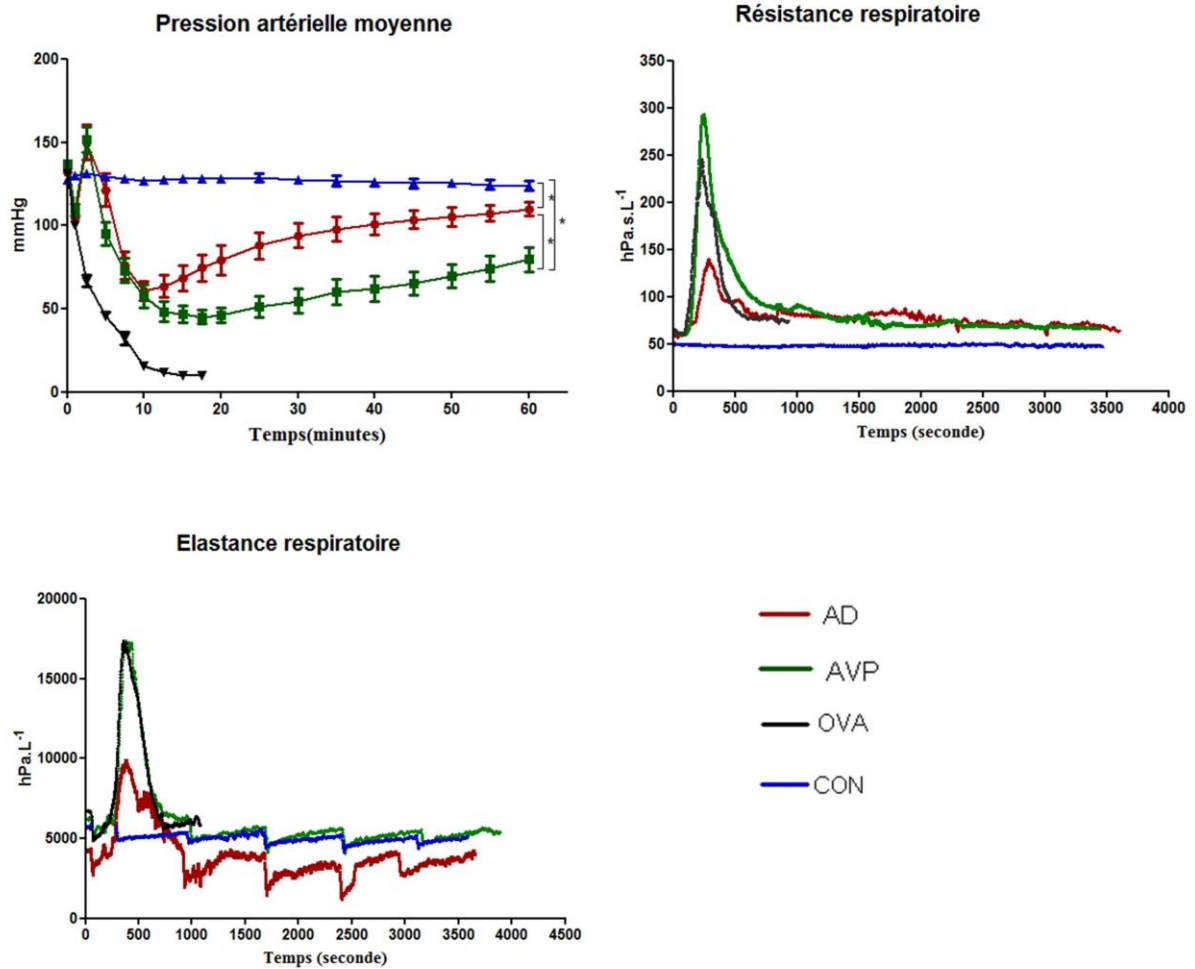 Pression artérielle moyenne
mmHg
200
150
100
50
0
0 10 20 30 40 50 60
Temps(minutes)
*
*
*
Résistance respiratoire
hPa.s.L-1
350
300
250
200
150
100
50
0
0 500 1000 1500 2000 2500 3000 3500 4000
Temps (seconde)
Elastance respiratoire
hPa.L-1
20000
15000
10000
5000
0
0 500 1000 1500 2000 2500 3000 3500 4000 4500
Temps (seconde)
AD
AVP
OVA
CON